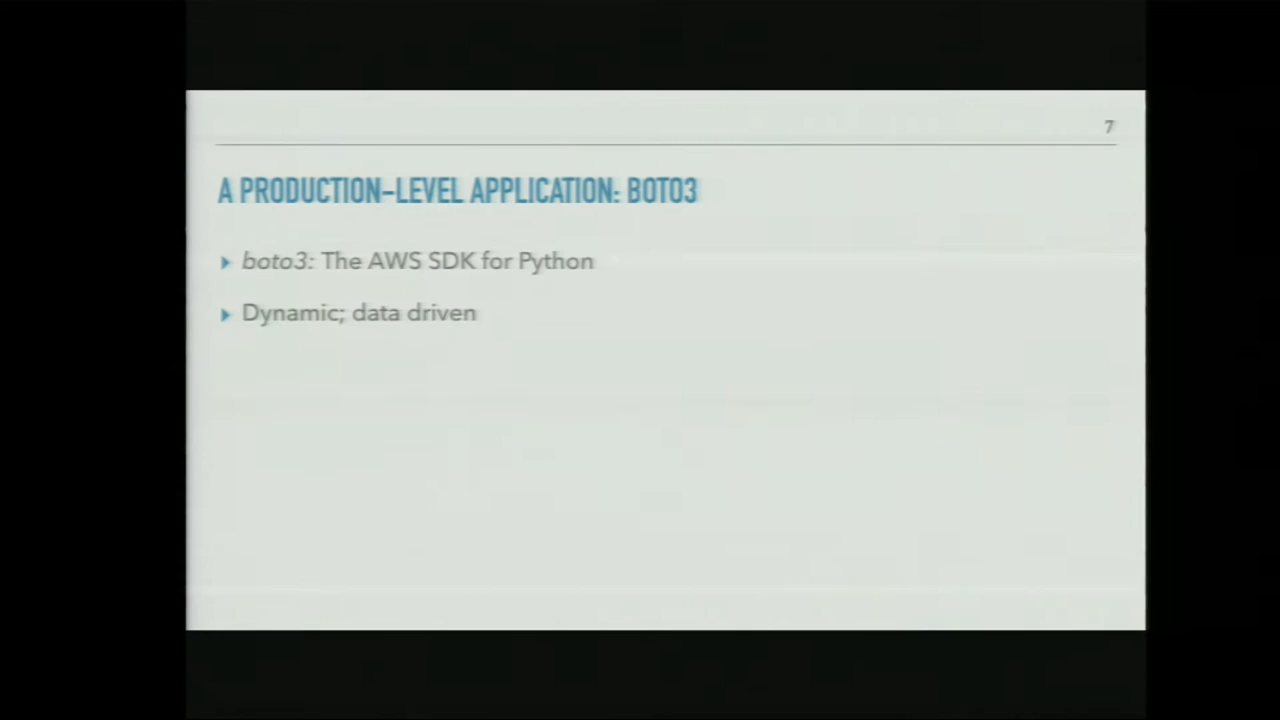 7
A PRODUCTION-LEVEL APPLICATION: BOTO3
boto3: The AWS SDK for Python
Dynamic; data driven